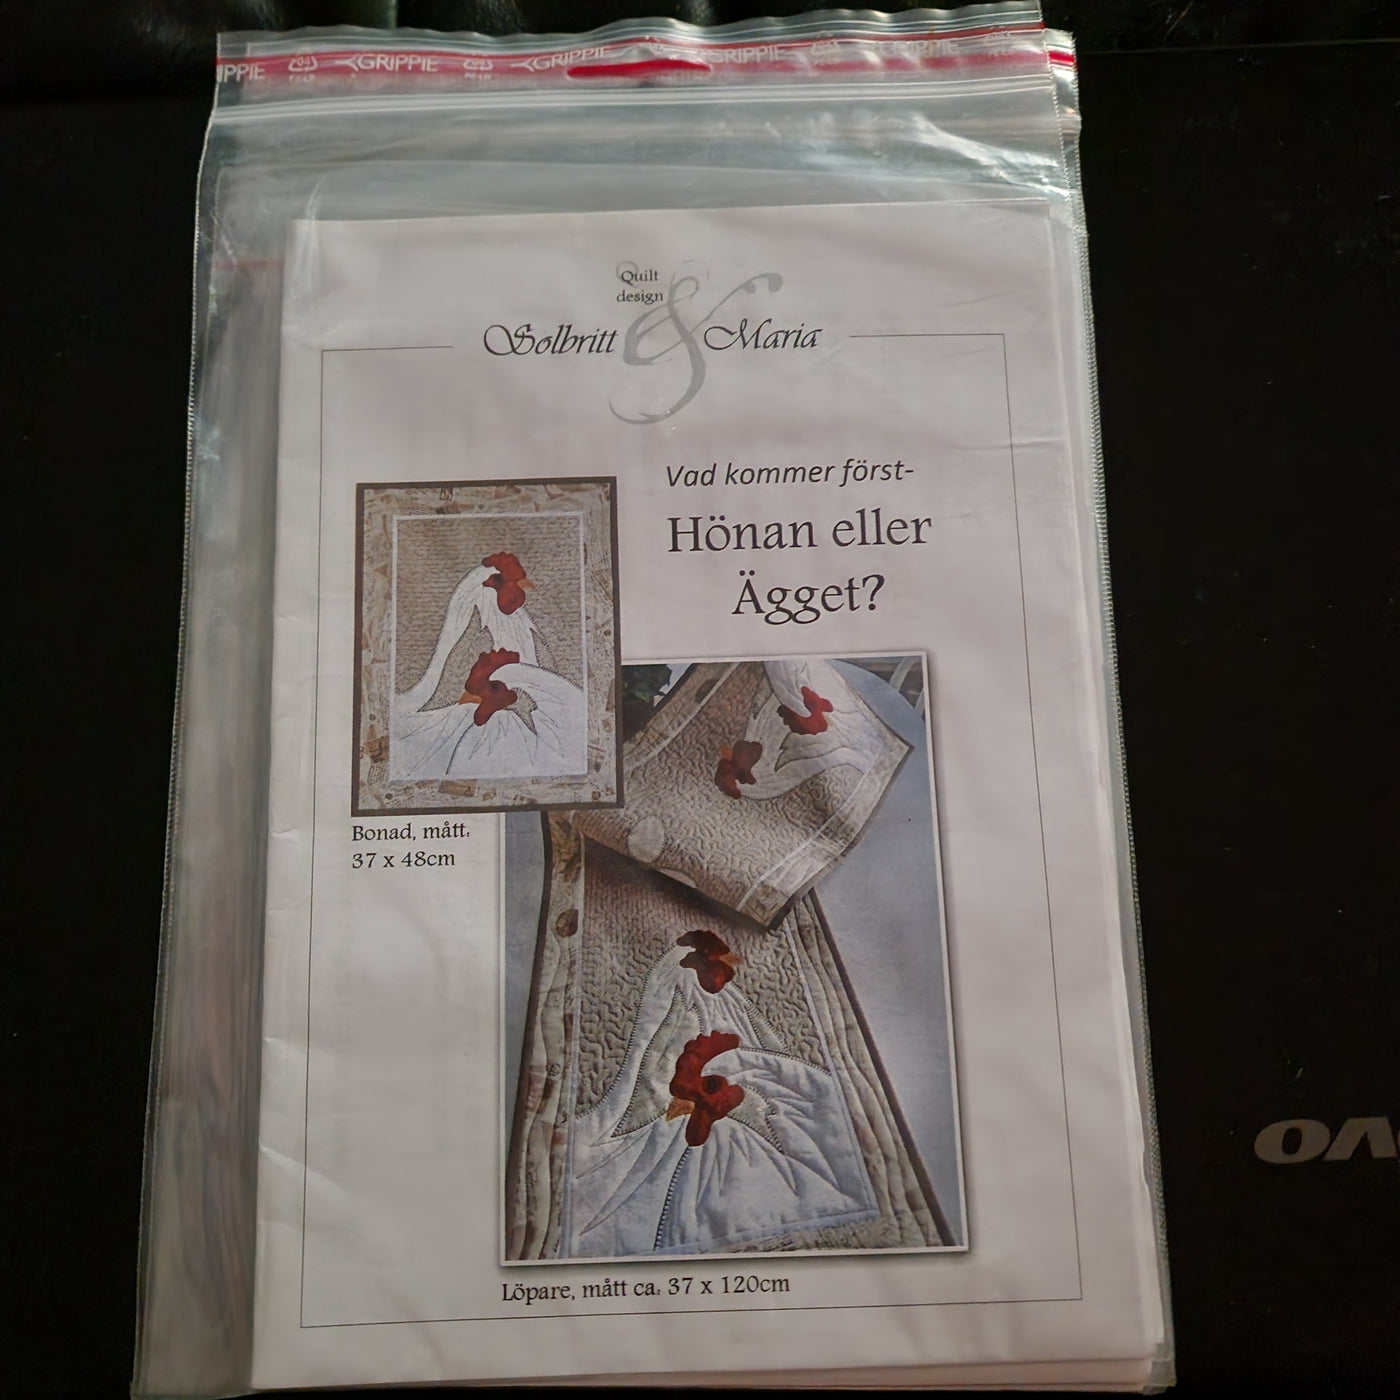 GRIPPIE GRIPPIE GRIPPIE GRIPPIE
Quilt
design
Solbritt & Maria
Vad kommer först-
Hönan eller
Ägget?
Bonad, mått:
37 x 48cm
Löpare, mått ca: 37 x 120cm